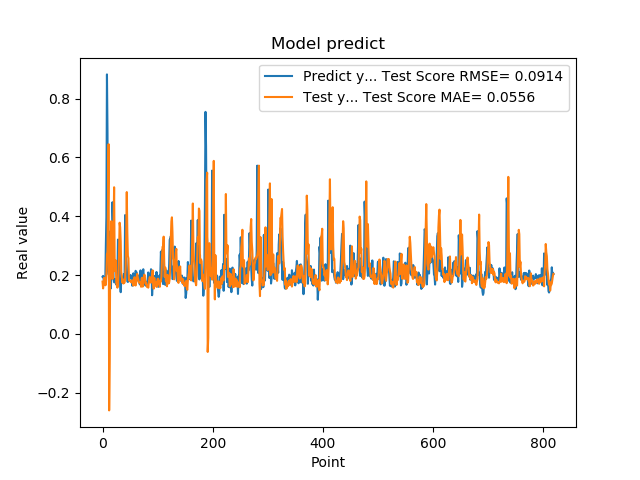 Model predict
Predict y... Test Score RMSE= 0.0914
Test y... Test Score MAE= 0.0556
Real value
0.8
0.6
0.4
0.2
0.0
−0.2
0 200 400 600 800
Point